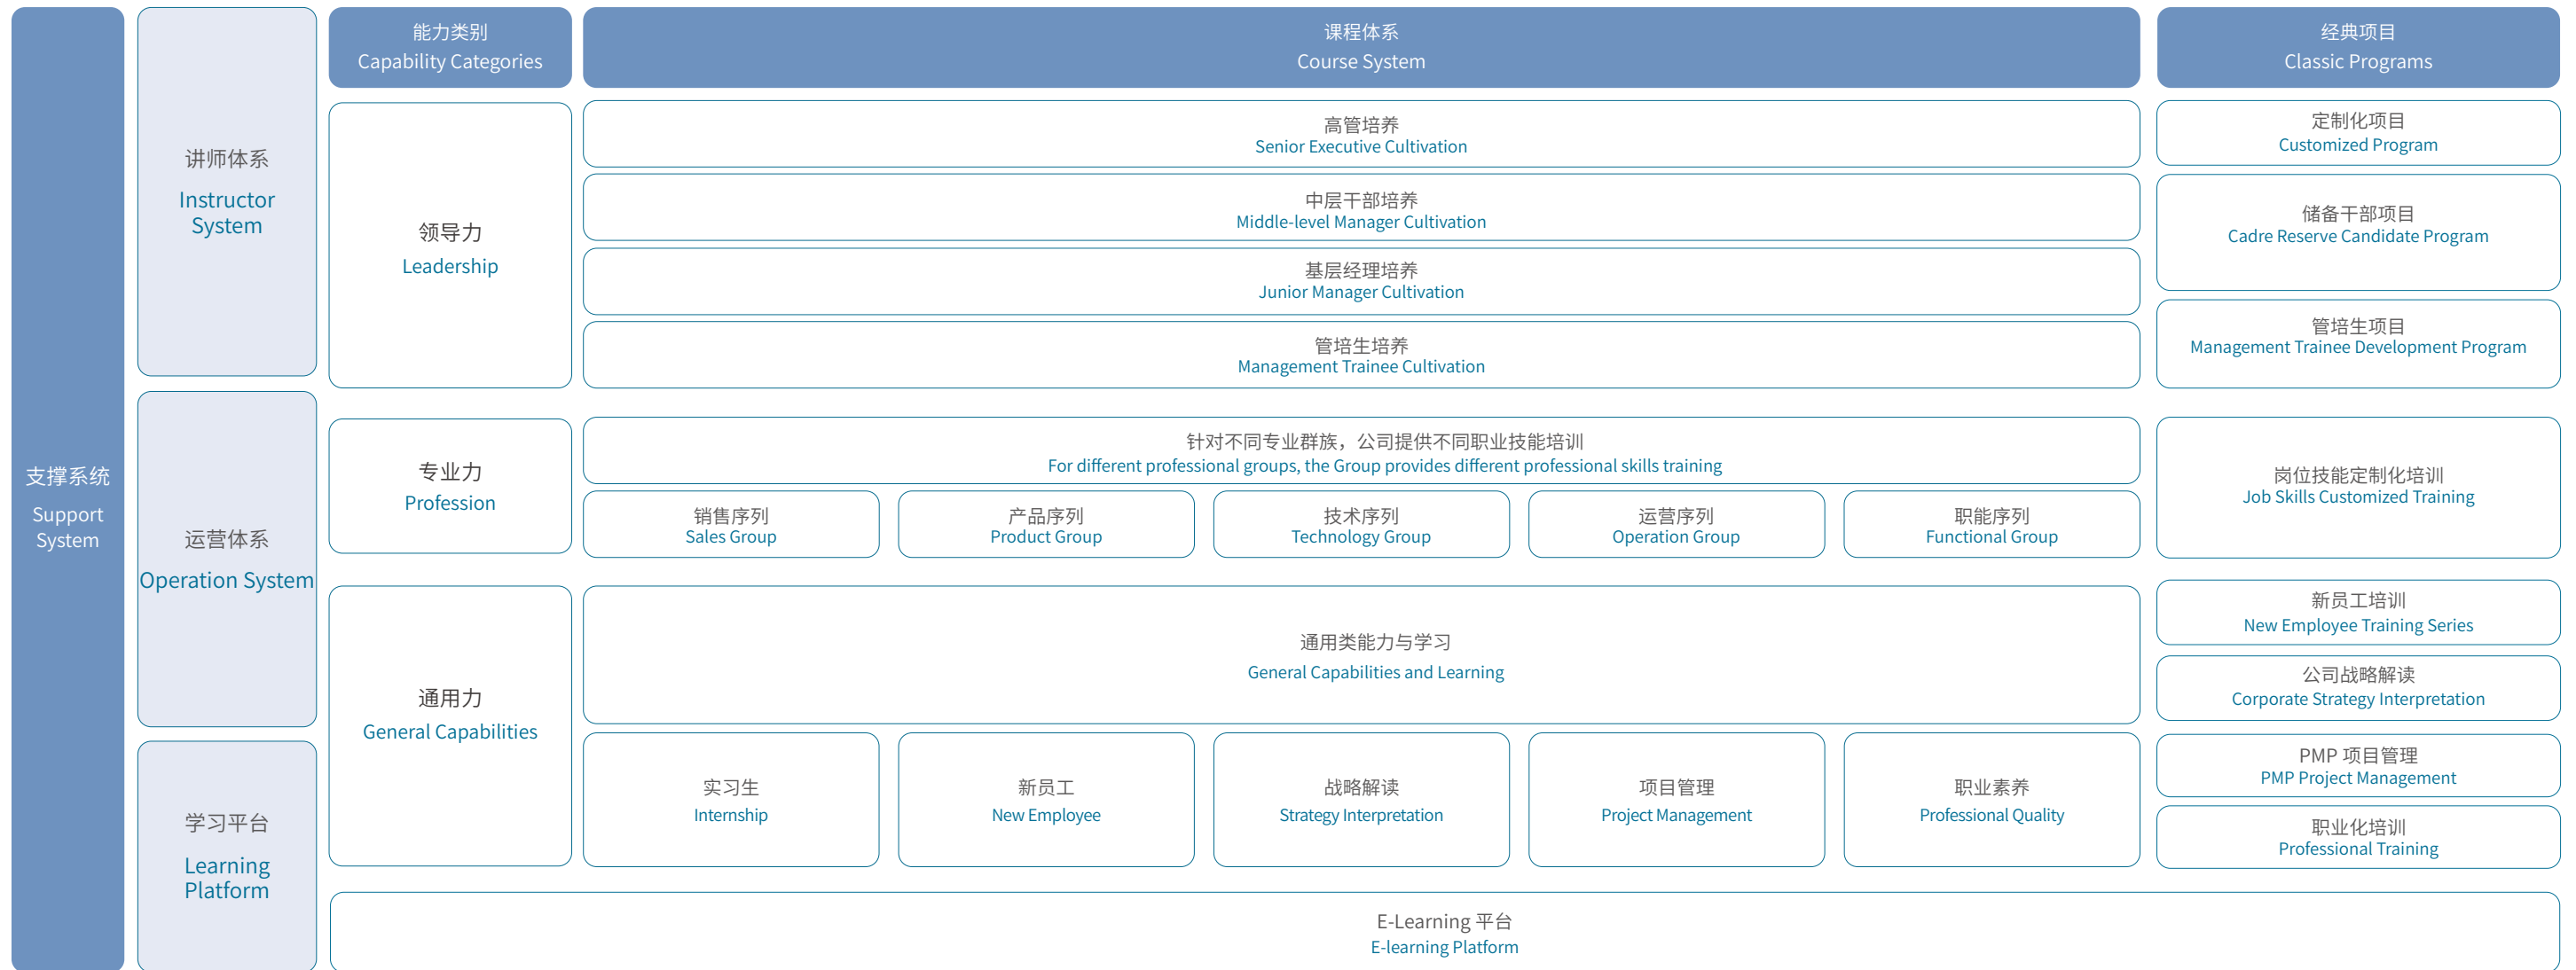 支撑系统
Support
System
讲师体系
Instructor
System
运营体系
Operation System
学习平台
Learning
Platform
能力类别
Capability Categories
课程体系
Course System
经典项目
Classic Programs
领导力
Leadership
高管培养
Senior Executive Cultivation
中层干部培养
Middle-level Manager Cultivation
基层经理培养
Junior Manager Cultivation
管培生培养
Management Trainee Cultivation
定制化项目
Customized Program
储备干部项目
Cadre Reserve Candidate Program
管培生项目
Management Trainee Development Program
专业力
Profession
针对不同专业群族，公司提供不同职业技能培训
For different professional groups, the Group provides different professional skills training
销售序列
Sales Group
产品序列
Product Group
技术序列
Technology Group
运营序列
Operation Group
职能序列
Functional Group
岗位技能定制化培训
Job Skills Customized Training
通用力
General Capabilities
通用类能力与学习
General Capabilities and Learning
实习生
Internship
新员工
New Employee
战略解读
Strategy Interpretation
项目管理
Project Management
职业素养
Professional Quality
新员工培训
New Employee Training Series
公司战略解读
Corporate Strategy Interpretation
PMP 项目管理
PMP Project Management
职业化培训
Professional Training
E-Learning 平台
E-learning Platform